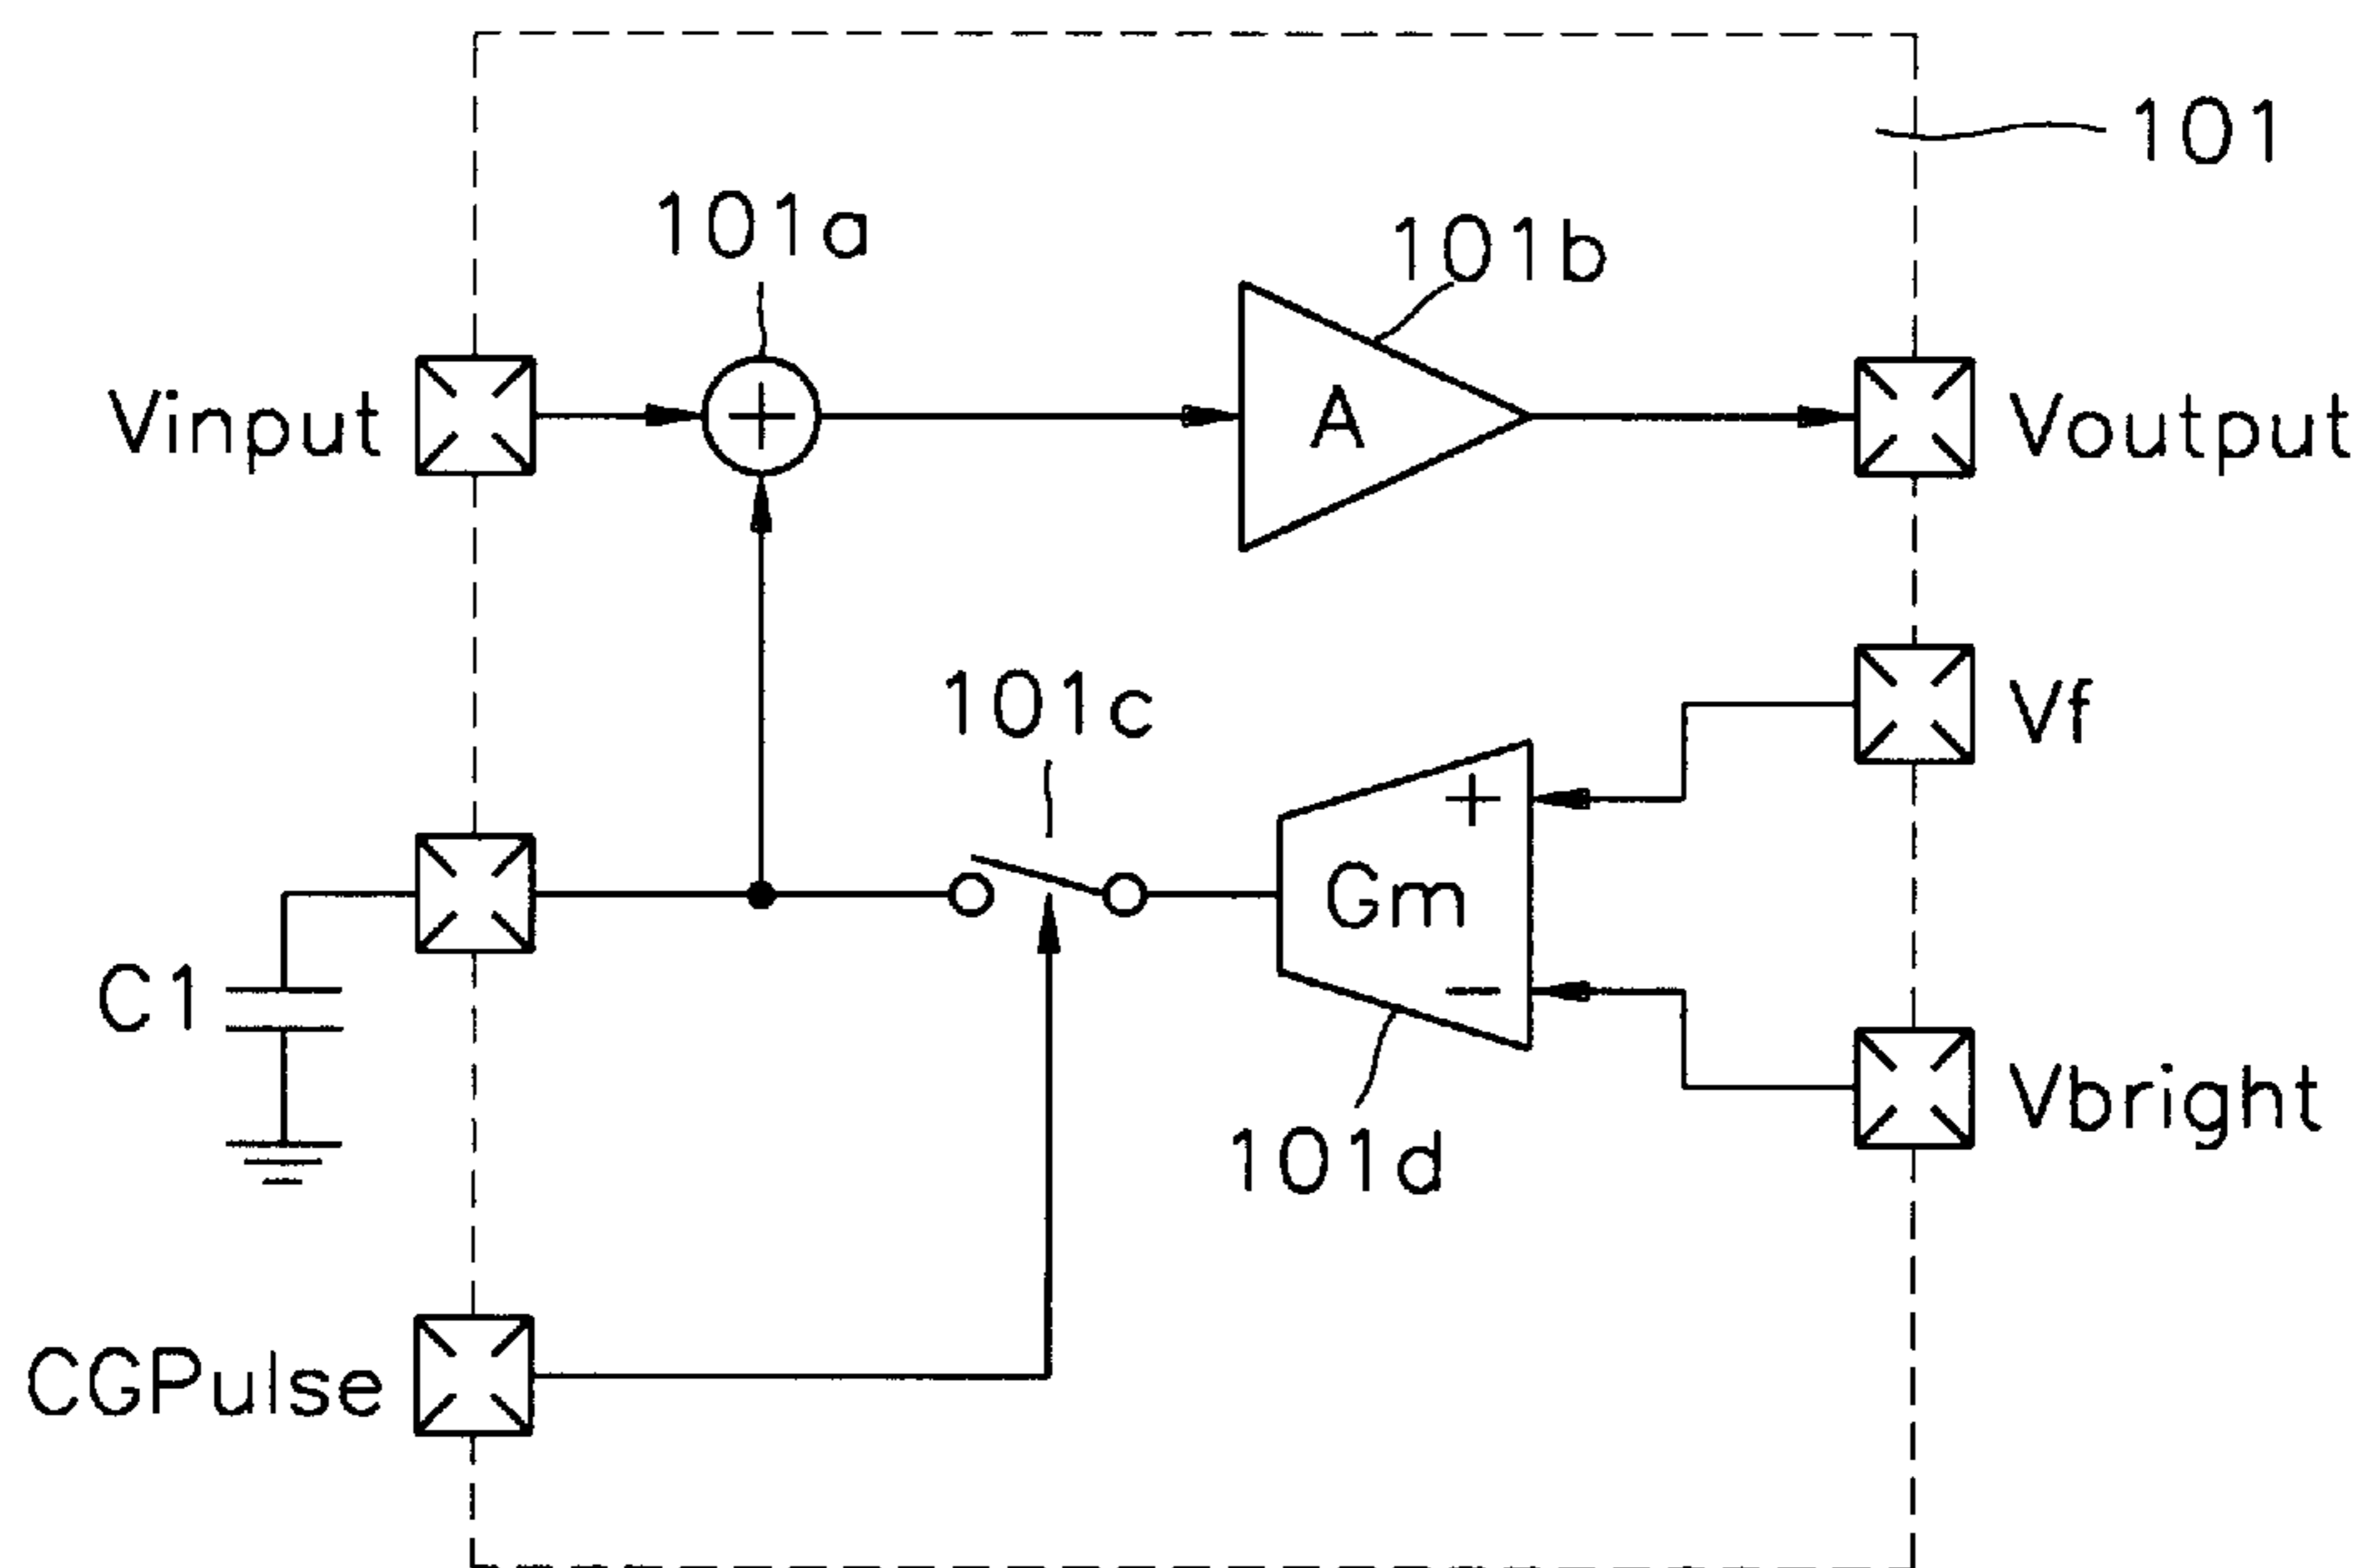 101
101a
101b
Vinput
A
Voutput
101c
Vf
+
Gm
−
C1
Vbright
101d
CGPulse